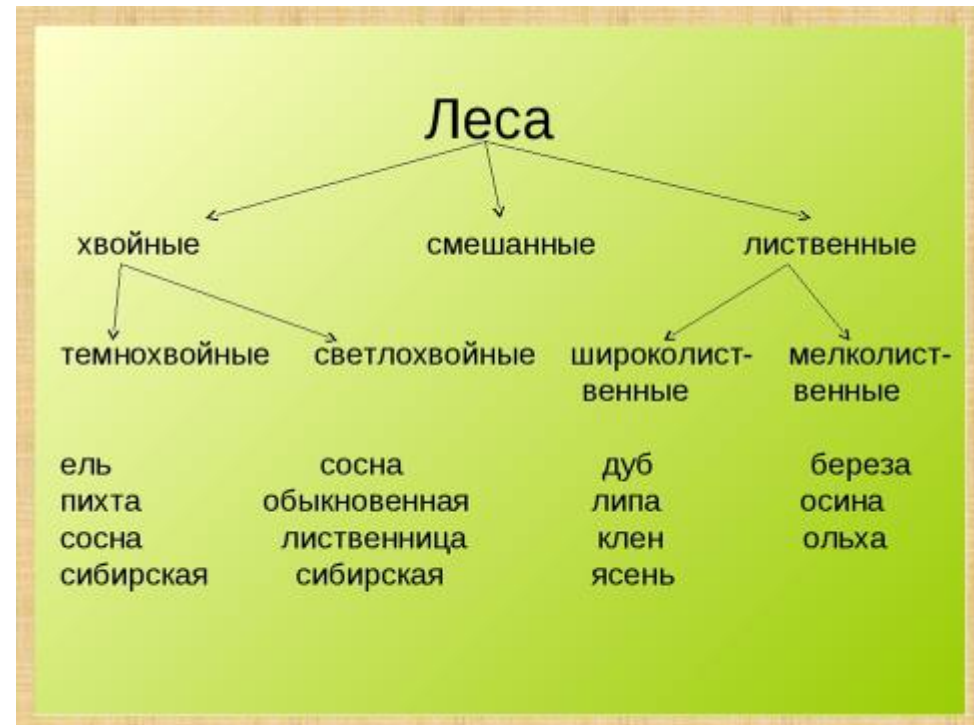 Леса
хвойные смешанные лиственные
темнохвойные светлохвойные широколист- мелколист-
венные венные
ель сосна дуб береза
пихта обыкновенная липа осина
сосна лиственница клен ольха
сибирская сибирская ясень